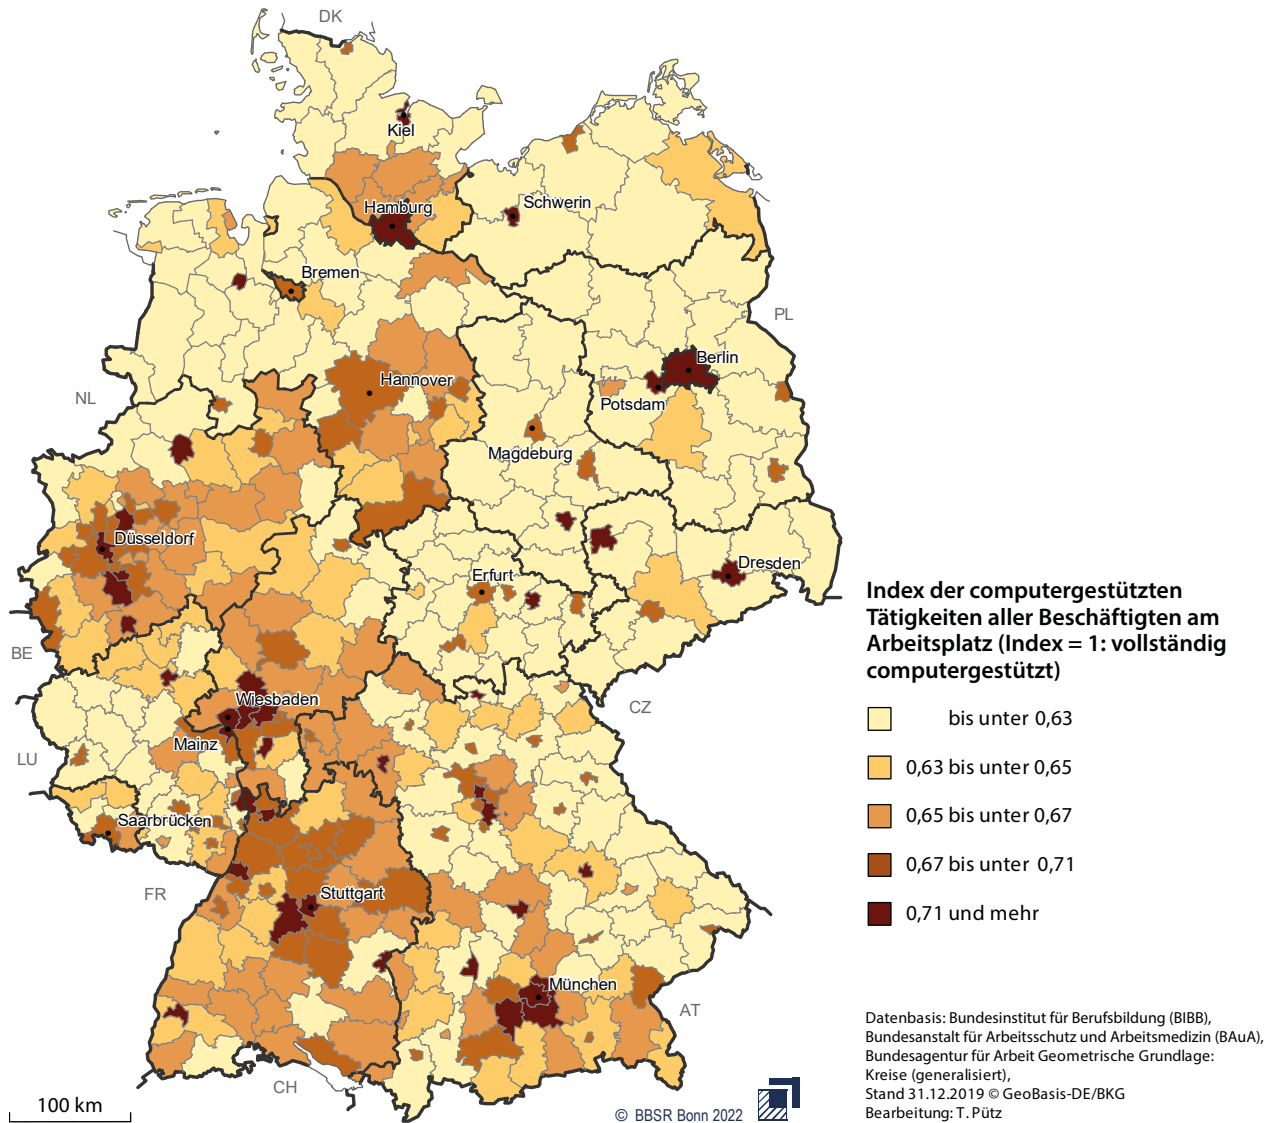 DK
Kiel
Hamburg
Schwerin
Bremen
PL
Berlin
Hannover
Potsdam
NL
Magdeburg
Düsseldorf
Dresden
Erfurt
BE
Wiesbaden
CZ
Mainz
LU
Saarbrücken
FR
Stuttgart
München
AT
CH
100 km
© BBSR Bonn 2022
Index der computergestützten
Tätigkeiten aller Beschäftigten am
Arbeitsplatz (Index = 1: vollständig
computergestützt)
bis unter 0,63
0,63 bis unter 0,65
0,65 bis unter 0,67
0,67 bis unter 0,71
0,71 und mehr
Datenbasis: Bundesinstitut für Berufsbildung (BIBB),
Bundesanstalt für Arbeitsschutz und Arbeitsmedizin (BAuA),
Bundesagentur für Arbeit Geometrische Grundlage:
Kreise (generalisiert),
Stand 31.12.2019 © GeoBasis-DE/BKG
Bearbeitung: T. Pütz